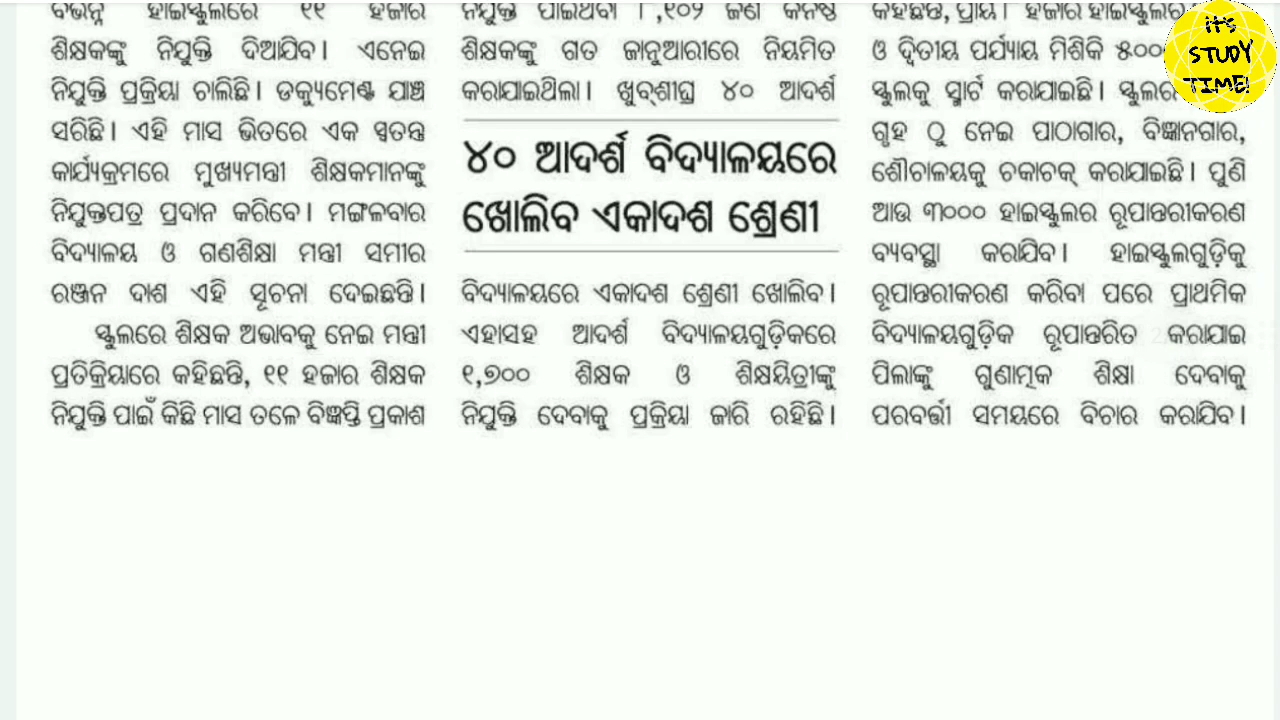 ବିଭିନ୍ନ ହାଇସ୍କୁଲରେ ୧୧ ହଜାର
ଶିକ୍ଷକଙ୍କୁ ନିଯୁକ୍ତି ଦିଆଯିବ। ଏନେଇ
ନିଯୁକ୍ତି ପ୍ରକ୍ରିୟା ଚାଲିଛି। ଡକ୍ୟୁମେଣ୍ଟ ଯାଞ୍ଚ
ସରିଛି। ଏହି ମାସ ଭିତରେ ଏକ ସ୍ୱତନ୍ତ୍ର
କାର୍ଯ୍ୟକ୍ରମରେ ମୁଖ୍ୟମନ୍ତ୍ରୀ ଶିକ୍ଷକମାନଙ୍କୁ
ନିଯୁକ୍ତିପତ୍ର ପ୍ରଦାନ କରିବେ। ମଙ୍ଗଳବାର
ବିଦ୍ୟାଳୟ ଓ ଗଣଶିକ୍ଷା ମନ୍ତ୍ରୀ ସମୀର
ରଞ୍ଜନ ଦାଶ ଏହି ସୂଚନା ଦେଇଛନ୍ତି।
ସ୍କୁଲରେ ଶିକ୍ଷକ ଅଭାବକୁ ନେଇ ମନ୍ତ୍ରୀ
ପ୍ରତିକ୍ରିୟାରେ କହିଛନ୍ତି, ୧୧ ହଜାର ଶିକ୍ଷକ
ନିଯୁକ୍ତି ପାଇଁ କିଛି ମାସ ତଳେ ବିଜ୍ଞପ୍ତି ପ୍ରକାଶ
ନିଯୁକ୍ତି ପାଇଥିବା ୮,୧୦୨ ଜଣ କନିଷ୍ଠ
ଶିକ୍ଷକଙ୍କୁ ଗତ ଜାନୁଆରୀରେ ନିୟମିତ
କରାଯାଇଥିଲା। ଖୁବ୍‌ଶୀଘ୍ର ୪୦ ଆଦର୍ଶ
୪୦ ଆଦର୍ଶ ବିଦ୍ୟାଳୟରେ
ଖୋଲିବ ଏକାଦଶ ଶ୍ରେଣୀ
ବିଦ୍ୟାଳୟରେ ଏକାଦଶ ଶ୍ରେଣୀ ଖୋଲିବ।
ଏହାସହ ଆଦର୍ଶ ବିଦ୍ୟାଳୟଗୁଡ଼ିକରେ
୧,୭୦୦ ଶିକ୍ଷକ ଓ ଶିକ୍ଷୟିତ୍ରୀଙ୍କୁ
ନିଯୁକ୍ତି ଦେବାକୁ ପ୍ରକ୍ରିୟା ଜାରି ରହିଛି।
କହିଛନ୍ତି, ପ୍ରାୟ ହଜାର
ଓ ଦ୍ୱିତୀୟ ପର୍ଯ୍ୟାୟ ମିଶିକି ୫୦୦
ସ୍କୁଲକୁ ସ୍ମାର୍ଟ କରାଯାଇଛି।
ଗୃହ ଠୁ ନେଇ ପାଠାଗାର, ବିଜ୍ଞାନଗାର,
ଶୌଚାଳୟକୁ ଚକାଚକ୍ କରାଯାଇଛି। ପୁଣି
ଆଉ ୩୦୦୦ ହାଇସ୍କୁଲର ରୂପାନ୍ତରୀକରଣ
ବ୍ୟବସ୍ଥା କରାଯିବ। ହାଇସ୍କୁଲଗୁଡ଼ିକୁ
ରୂପାନ୍ତରୀକରଣ କରିବା ପରେ ପ୍ରାଥମିକ
ବିଦ୍ୟାଳୟଗୁଡ଼ିକ ରୂପାନ୍ତରିତ କରାଯାଇ
ପିଲାଙ୍କୁ ଗୁଣାତ୍ମକ ଶିକ୍ଷା ଦେବାକୁ
ପରବର୍ତ୍ତୀ ସମୟରେ ବିଚାର କରାଯିବ।
iTS
STUDY
TIME!